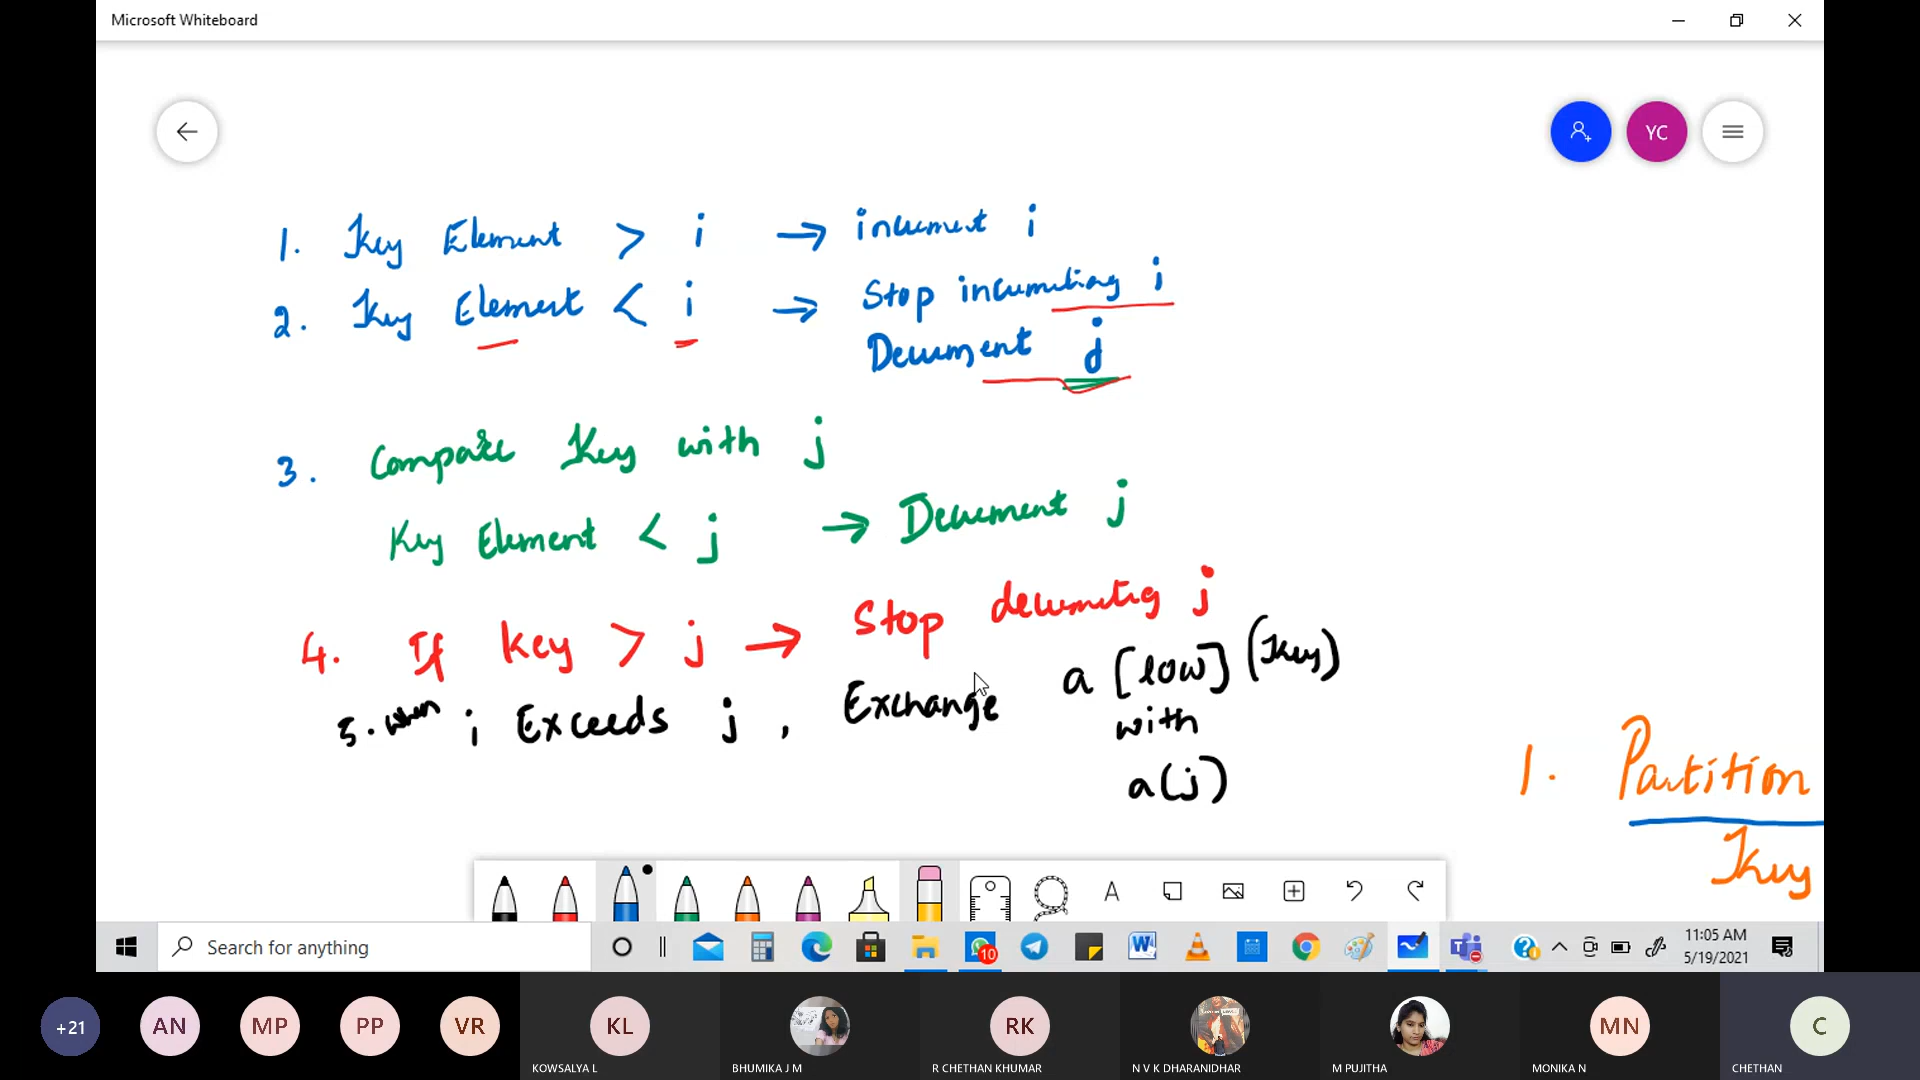 Microsoft Whiteboard
YC
1. Key Element > i → increment i
2. Key Element < i → Stop incrementing i
Decrement j
3. Compare Key with j
Key Element < j → Decrement j
4. If key > j → Stop decrementing j
5. when i Exceeds j , Exchange a [low] (Key)
with
a(j)
1. Partition
Key
A
Search for anything
10
11:05 AM
5/19/2021
+21
AN
MP
PP
VR
KL
RK
MN
C
KOWSALYA L
BHUMIKA J M
R CHETHAN KHUMAR
N V K DHARANIDHAR
M PUJITHA
MONIKA N
CHETHAN